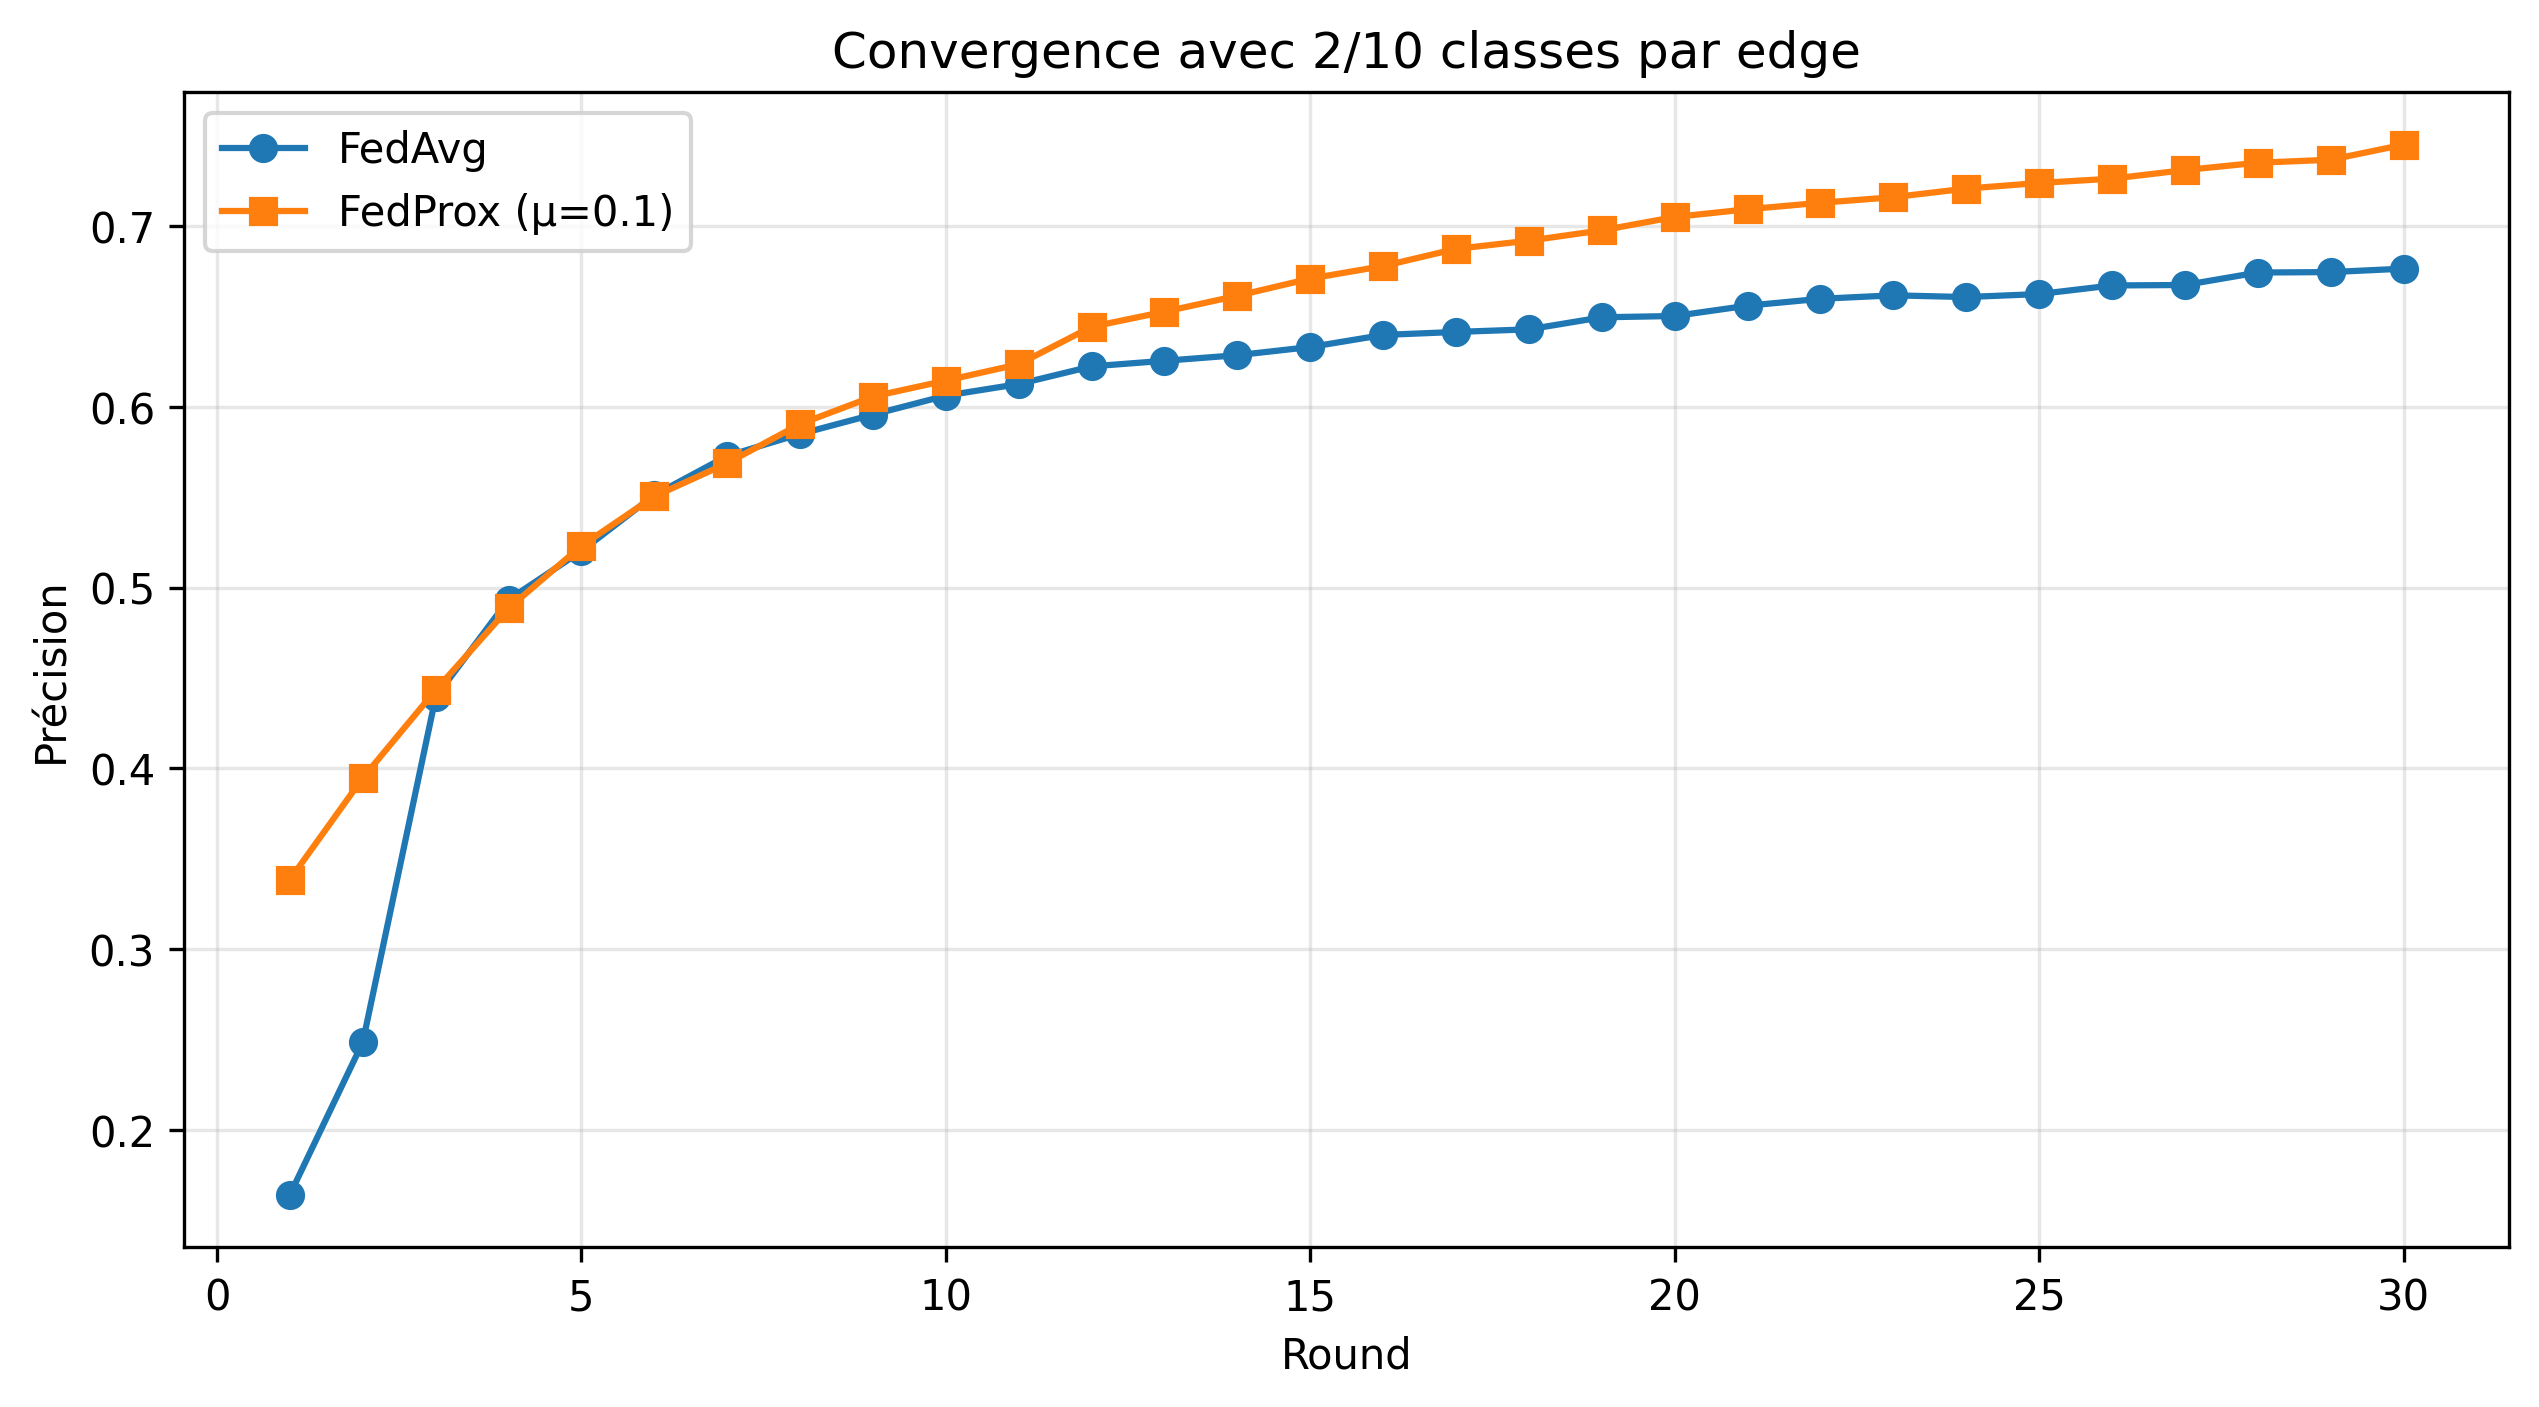 Convergence avec 2/10 classes par edge
FedAvg
FedProx (μ=0.1)
Précision
0.7
0.6
0.5
0.4
0.3
0.2
0 5 10 15 20 25 30
Round